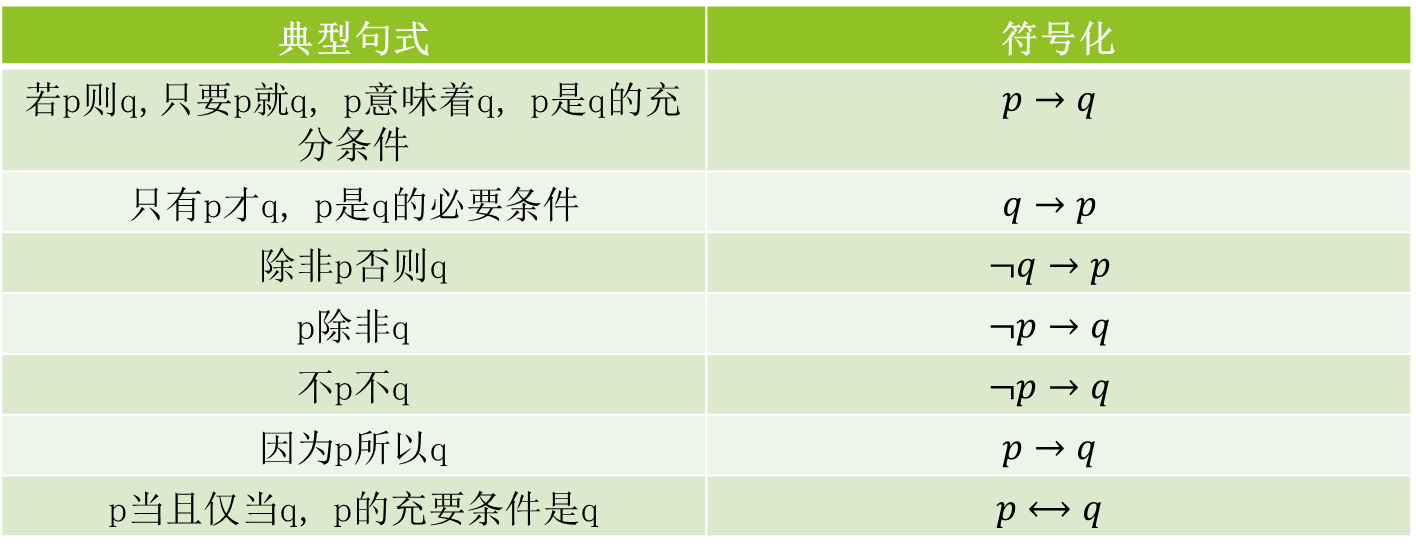 典型句式
符号化
若p则q,只要p就q, p意味着q, p是q的充
分条件
p → q
只有p才q, p是q的必要条件
q → p
除非p否则q
¬q → p
p除非q
¬p → q
不p不q
¬p → q
因为p所以q
p → q
p当且仅当q, p的充要条件是q
p ⟷ q